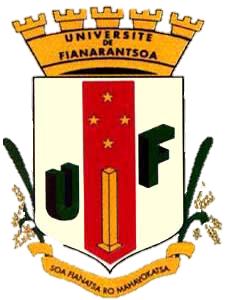 UNIVERSITE
DE
FIANARANTSOA
U F
SOA FIANATSA RO MAHAVOKATSA